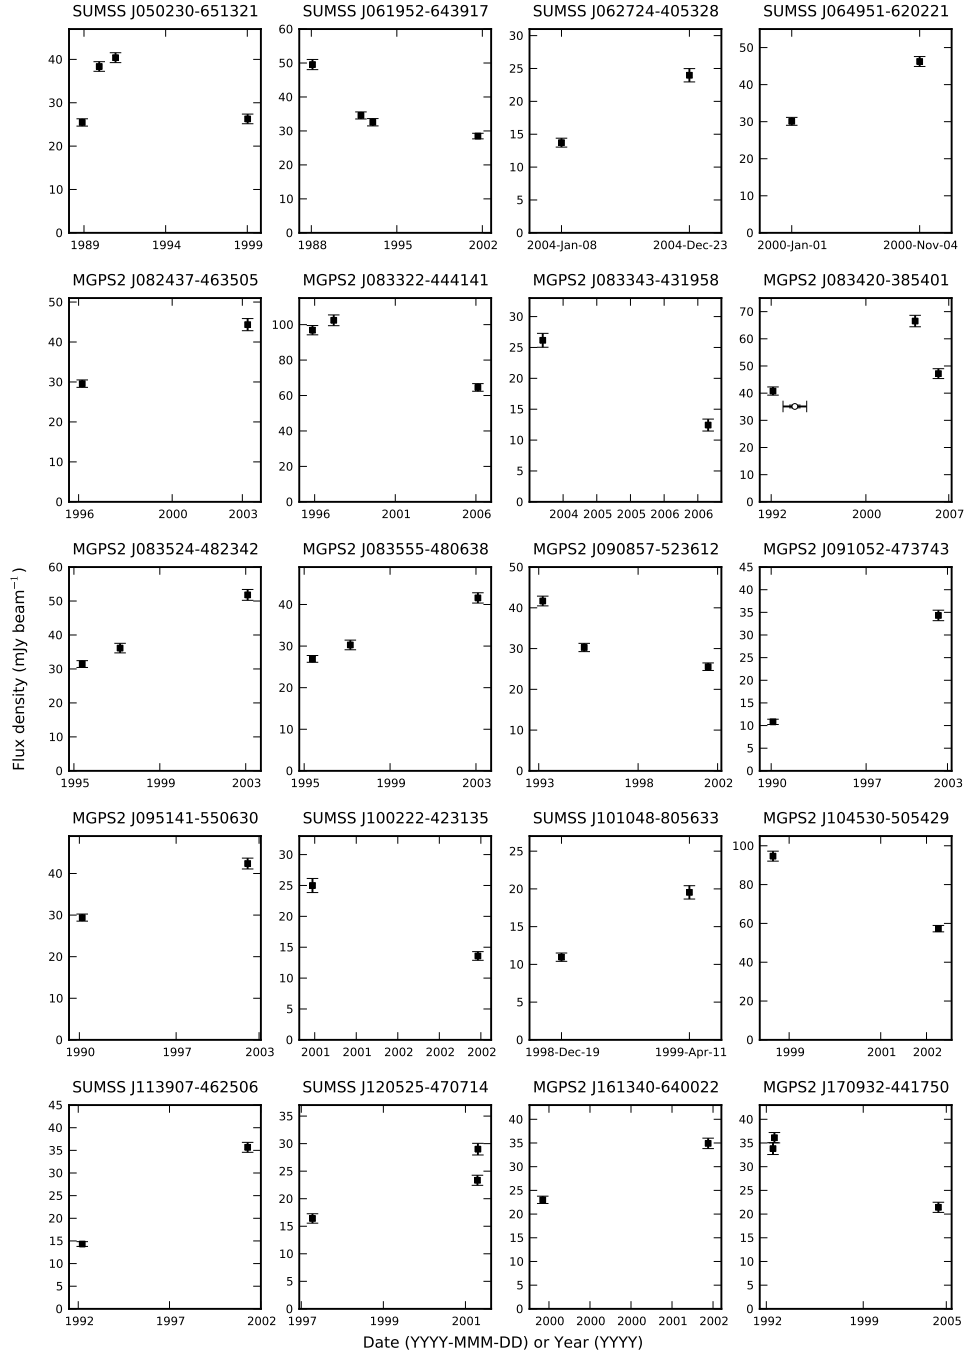 SUMSS J050230-651321 SUMSS J061952-643917 SUMSS J062724-405328 SUMSS J064951-620221
40 60 30 50
30 50 25 40
20 40 20 30
10 30 15 20
0 20 10 10
10 5 0
0 0
1989 1994 1999 1988 1995 2002 2004-Jan-08 2004-Dec-23 2000-Jan-01 2000-Nov-04
MGPS2 J082437-463505 MGPS2 J083322-444141 MGPS2 J083343-431958 MGPS2 J083420-385401
50 100 30 70
40 80 25 60
30 60 20 50
20 40 15 40
10 20 10 30
0 0 5 20
0 10
0
1996 2000 2003 1996 2001 2006 2004 2005 2005 2006 2006 1992 2000 2007
MGPS2 J083524-482342 MGPS2 J083555-480638 MGPS2 J090857-523612 MGPS2 J091052-473743
60 40 50 45
50 30 40 40
40 20 30 35
30 10 20 30
20 0 10 25
10 0 20
0 15
10
5
0
1995 1999 2003 1995 1999 2003 1993 1998 2002 1990 1997 2003
Flux density (mJy beam−1)
MGPS2 J095141-550630 SUMSS J100222-423135 SUMSS J101048-805633 MGPS2 J104530-505429
40 30 25 100
30 25 20 80
20 20 15 60
10 15 10 40
0 10 5 20
5 0 0
0
1990 1997 2003 2001 2001 2002 2002 2002 1998-Dec-19 1999-Apr-11 1999 2001 2002
SUMSS J113907-462506 SUMSS J120525-470714 MGPS2 J161340-640022 MGPS2 J170932-441750
45 35 40 40
40 30 35 35
35 25 30 30
30 20 25 25
25 15 20 20
20 10 15 15
15 5 10 10
10 0 5 5
5 0 0
0
1992 1997 2002 1997 1999 2001 2000 2000 2000 2002 2002 1992 1999 2005
Date (YYYY-MMM-DD) or Year (YYYY)